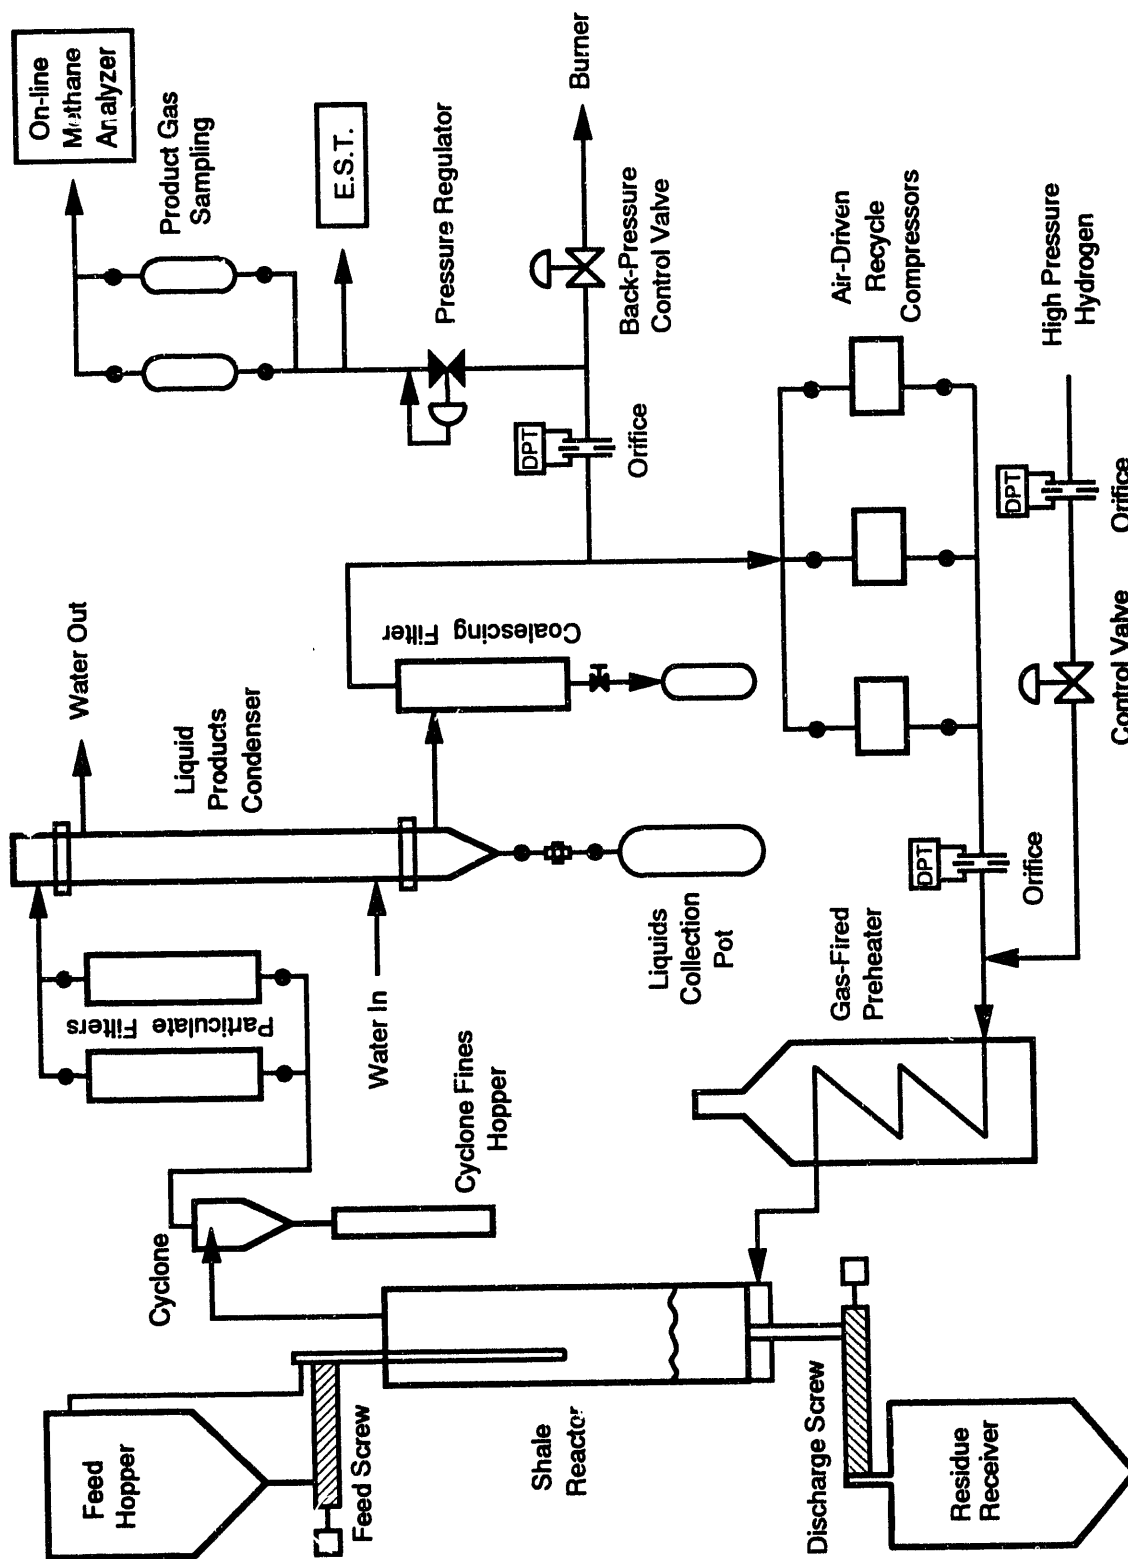 Feed
Hopper
Feed Screw
Shale
Reactor
Discharge Screw
Residue
Receiver
Cyclone
Cyclone Fines
Hopper
Particulate Filters
Water In
Water Out
Liquid
Products
Condenser
Liquids
Collection
Pot
Gas-Fired
Preheater
Coalescing Filter
On-line
Methane
Analyzer
Product Gas
Sampling
E.S.T.
Pressure Regulator
Burner
Back-Pressure
Control Valve
DPT
Orifice
Air-Driven
Recycle
Compressors
DPT
Orifice
High Pressure
Hydrogen
DPT
Orifice
Control Valve